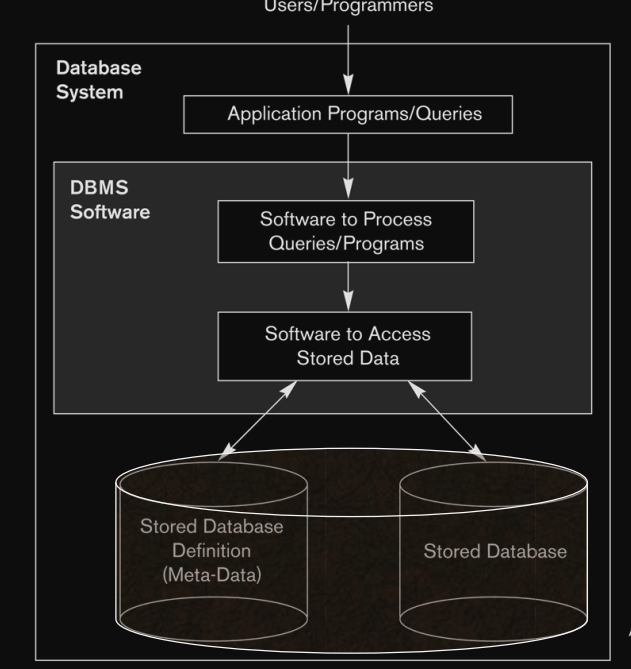 Users/Programmers
Database
System
Application Programs/Queries
DBMS
Software
Software to Process
Queries/Programs
Software to Access
Stored Data
Stored Database
Definition
(Meta-Data)
Stored Database